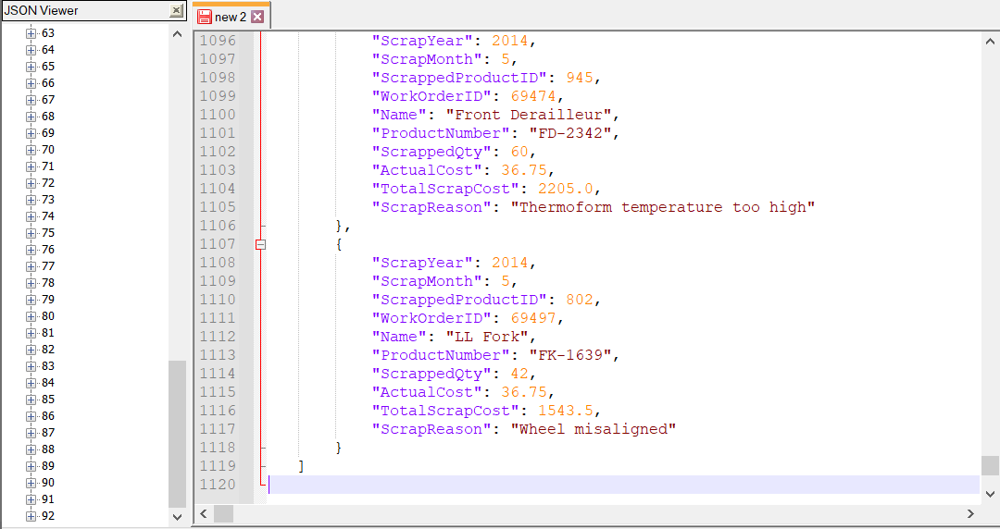 JSON Viewer
63
64
65
66
67
68
69
70
71
72
73
74
75
76
77
78
79
80
81
82
83
84
85
86
87
88
89
90
91
92
new 2
1096 "ScrapYear": 2014,
1097 "ScrapMonth": 5,
1098 "ScrappedProductID": 945,
1099 "WorkOrderID": 69474,
1100 "Name": "Front Derailleur",
1101 "ProductNumber": "FD-2342",
1102 "ScrappedQty": 60,
1103 "ActualCost": 36.75,
1104 "TotalScrapCost": 2205.0,
1105 "ScrapReason": "Thermoform temperature too high"
1106 },
1107 {
1108 "ScrapYear": 2014,
1109 "ScrapMonth": 5,
1110 "ScrappedProductID": 802,
1111 "WorkOrderID": 69497,
1112 "Name": "LL Fork",
1113 "ProductNumber": "FK-1639",
1114 "ScrappedQty": 42,
1115 "ActualCost": 36.75,
1116 "TotalScrapCost": 1543.5,
1117 "ScrapReason": "Wheel misaligned"
1118 }
1119 ]
1120